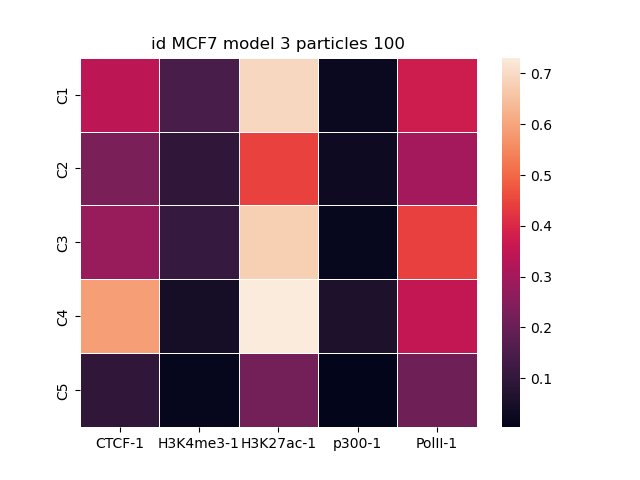 id MCF7 model 3 particles 100
C1
C2
C3
C4
C5
CTCF-1 H3K4me3-1 H3K27ac-1 p300-1 PolII-1
0.7
0.6
0.5
0.4
0.3
0.2
0.1